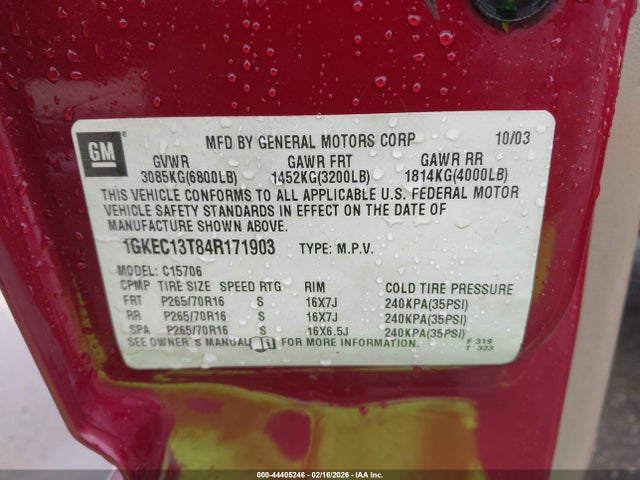 GM
MFD BY GENERAL MOTORS CORP 10/03
GVWR GAWR FRT GAWR RR
3085KG(6800LB) 1452KG(3200LB) 1814KG(4000LB)
THIS VEHICLE CONFORMS TO ALL APPLICABLE U.S. FEDERAL MOTOR
VEHICLE SAFETY STANDARDS IN EFFECT ON THE DATE OF
MANUFACTURE SHOWN ABOVE.
1GKEC13T84R171903 TYPE: M.P.V.
MODEL: C15706
CPMP TIRE SIZE SPEED RTG RIM COLD TIRE PRESSURE
FRT P265/70R16 S 16X7J 240KPA(35PSI)
RR P265/70R16 S 16X7J 240KPA(35PSI)
SPA P265/70R16 S 16X6.5J 240KPA(35PSI)
SEE OWNER'S MANUAL FOR MORE INFORMATION. F 319
T 323
000-44405246 - 02/16/2026 - IAA Inc.